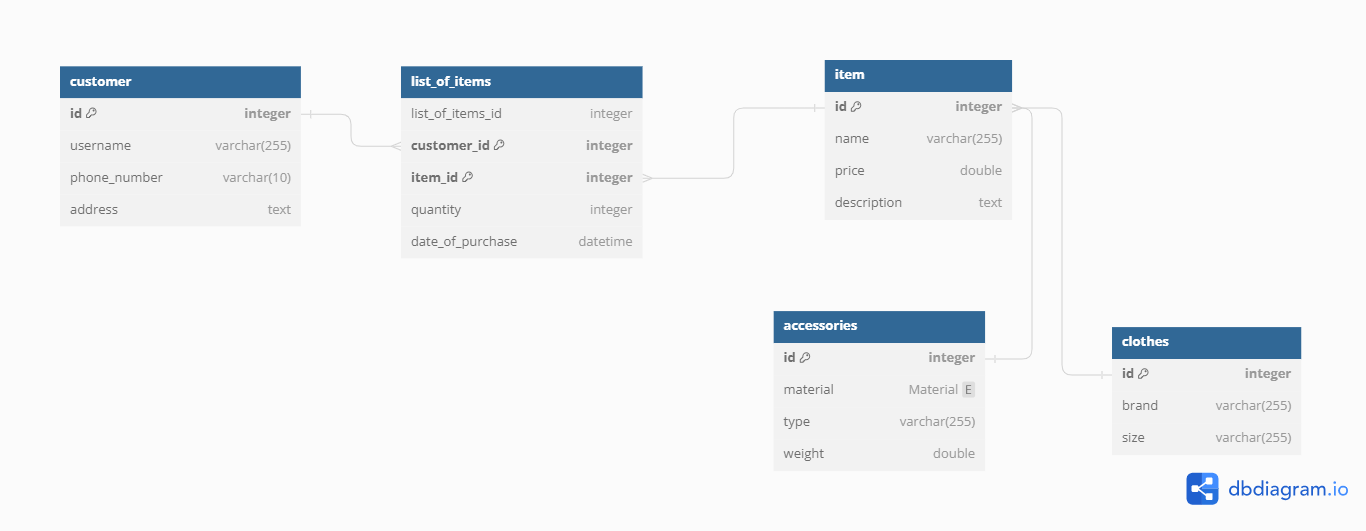 customer
id integer
username varchar(255)
phone_number varchar(10)
address text
list_of_items
list_of_items_id integer
customer_id integer
item_id integer
quantity integer
date_of_purchase datetime
item
id integer
name varchar(255)
price double
description text
accessories
id integer
material Material E
type varchar(255)
weight double
clothes
id integer
brand varchar(255)
size varchar(255)
dbdiagram.io